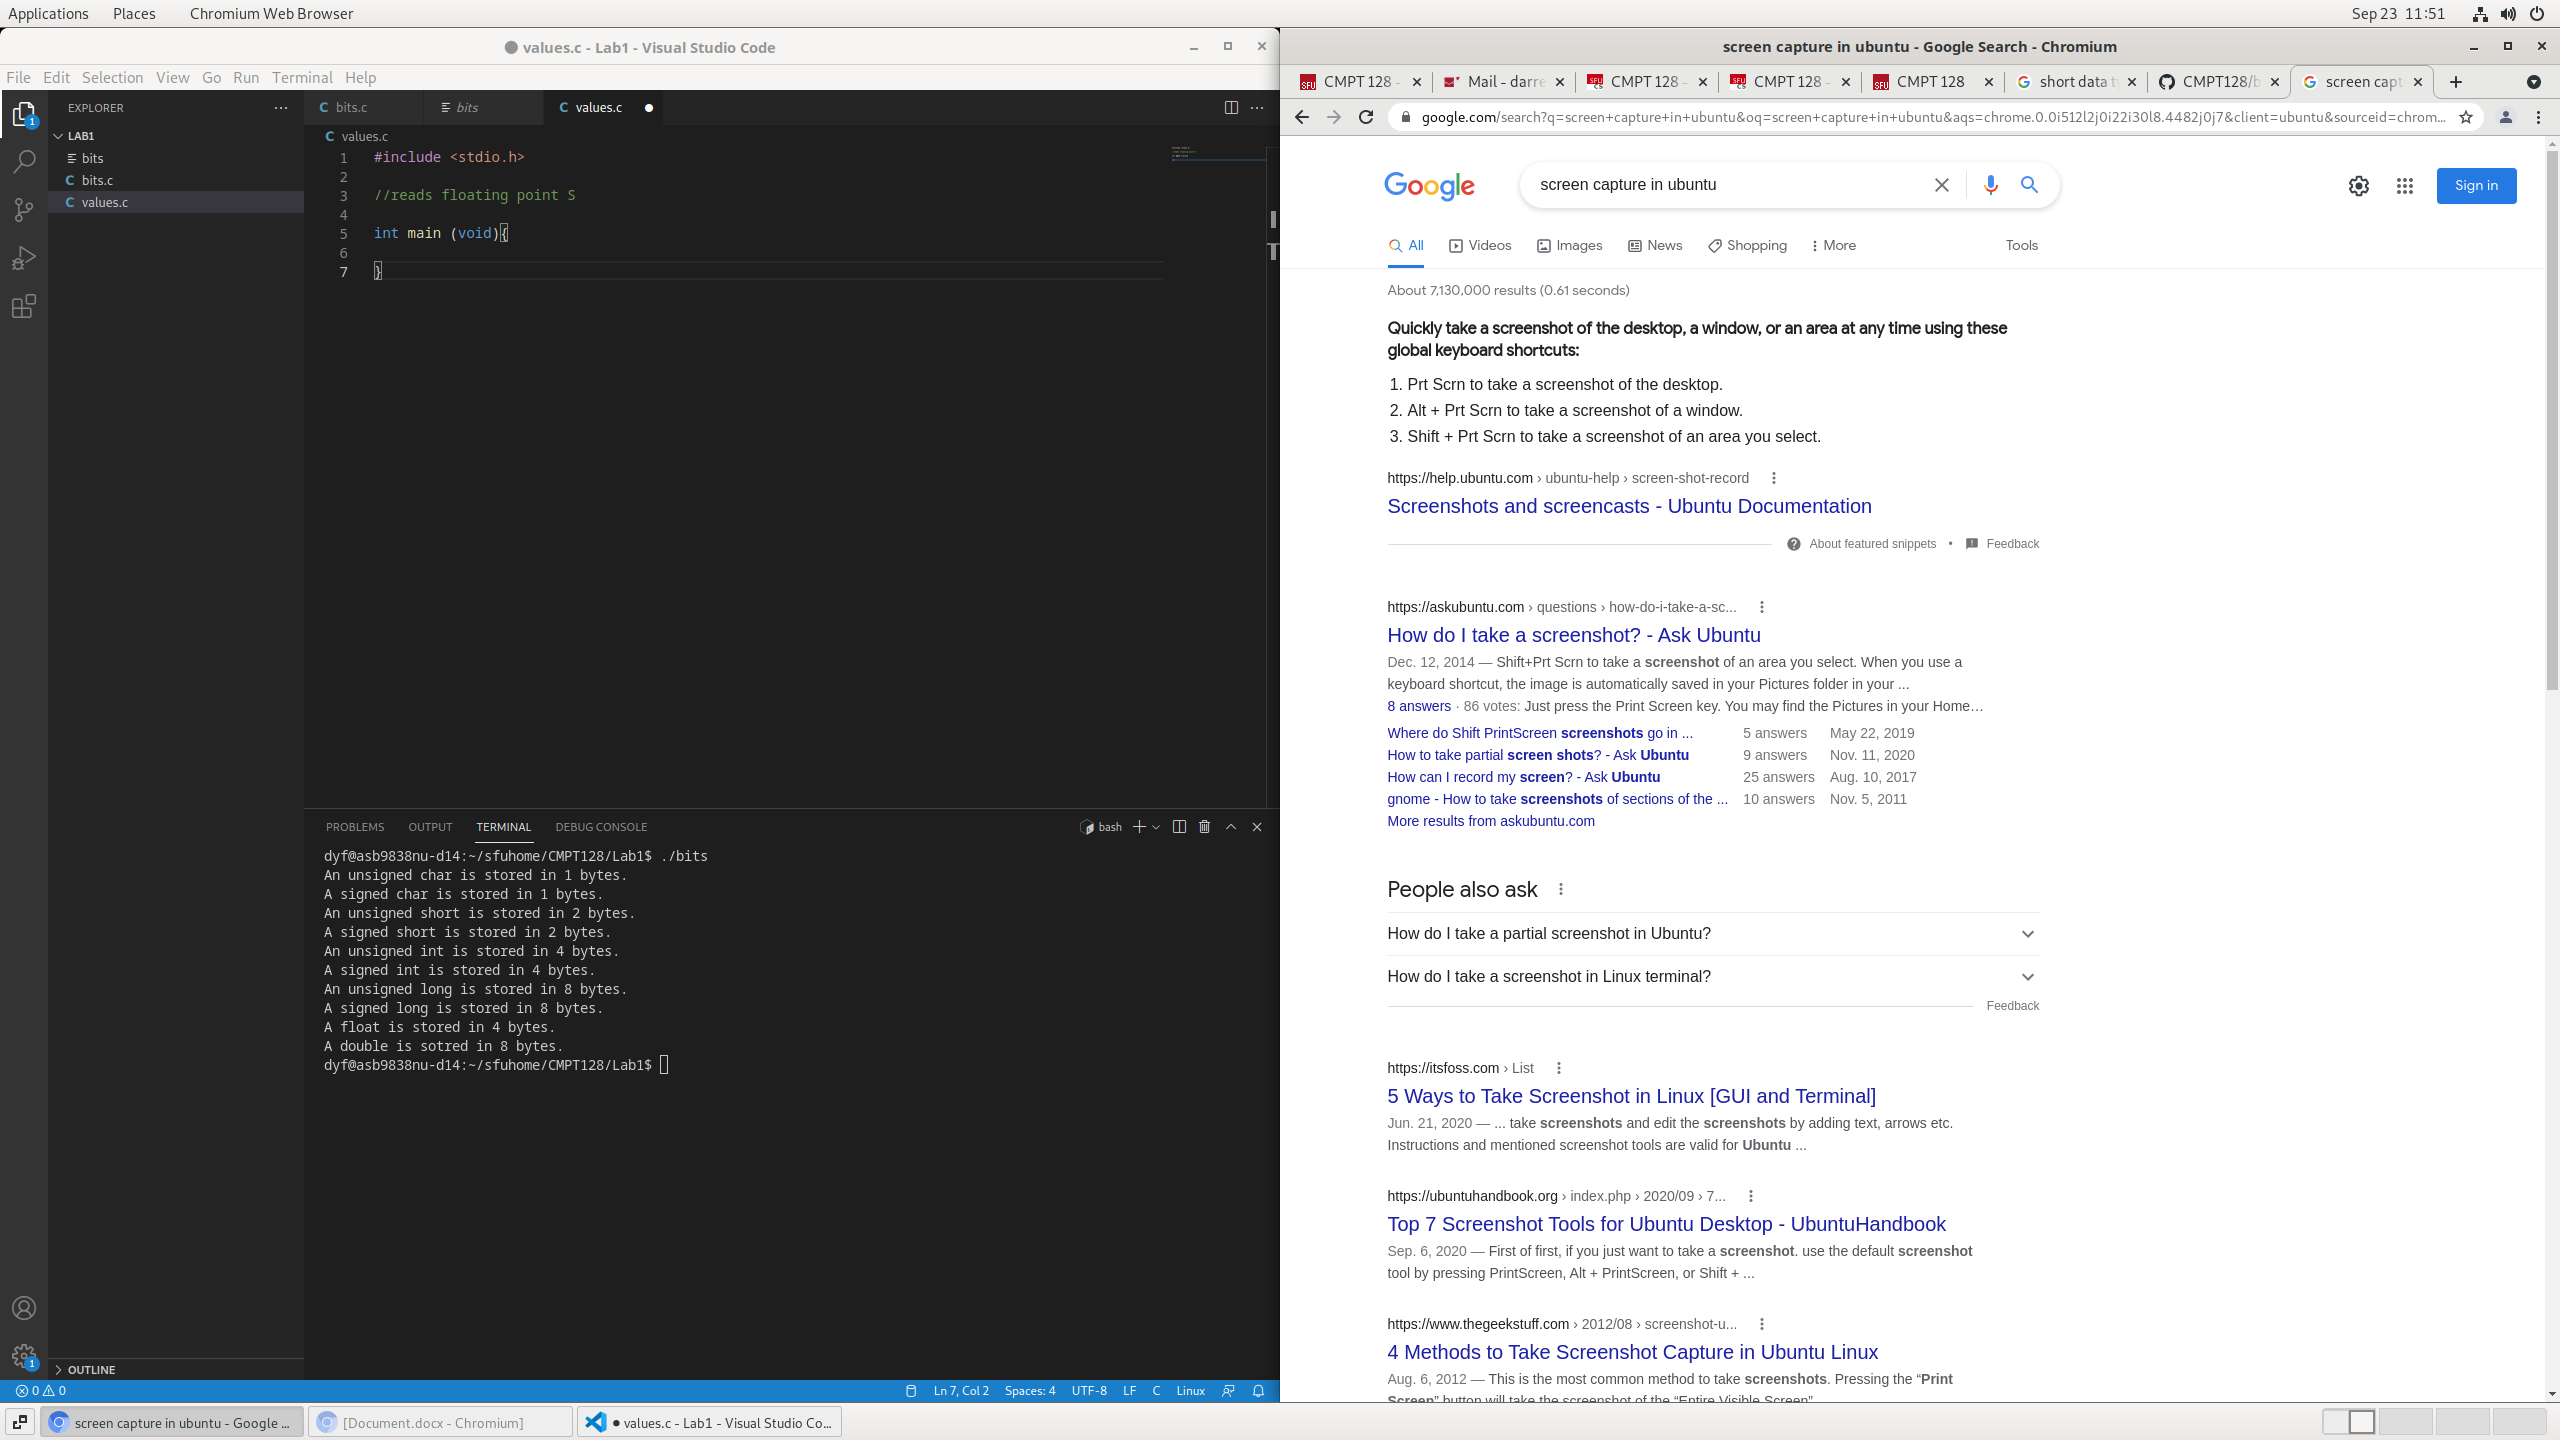 Applications Places Chromium Web Browser Sep 23 11:51
values.c - Lab1 - Visual Studio Code
File Edit Selection View Go Run Terminal Help
EXPLORER
LAB1
bits
bits.c
values.c
1
OUTLINE
1
bits.c bits values.c
values.c
1 #include <stdio.h>
2
3 //reads floating point S
4
5 int main (void){
6
7 }
PROBLEMS OUTPUT TERMINAL DEBUG CONSOLE bash
dyf@asb9838nu-d14:~/sfuhome/CMPT128/Lab1$ ./bits
An unsigned char is stored in 1 bytes.
A signed char is stored in 1 bytes.
An unsigned short is stored in 2 bytes.
A signed short is stored in 2 bytes.
An unsigned int is stored in 4 bytes.
A signed int is stored in 4 bytes.
An unsigned long is stored in 8 bytes.
A signed long is stored in 8 bytes.
A float is stored in 4 bytes.
A double is sotred in 8 bytes.
dyf@asb9838nu-d14:~/sfuhome/CMPT128/Lab1$
0 0 Ln 7, Col 2 Spaces: 4 UTF-8 LF C Linux
screen capture in ubuntu - Google Search - Chromium
CMPT 128 - Mail - darre CMPT 128 - CMPT 128 - CMPT 128 short data t CMPT128/b screen capt
google.com/search?q=screen+capture+in+ubuntu&oq=screen+capture+in+ubuntu&aqs=chrome.0.0i512l2j0i22i30l8.4482j0j7&client=ubuntu&sourceid=chrom...
Google screen capture in ubuntu Sign in
All Videos Images News Shopping More Tools
About 7,130,000 results (0.61 seconds)
Quickly take a screenshot of the desktop, a window, or an area at any time using these
global keyboard shortcuts:
1. Prt Scrn to take a screenshot of the desktop.
2. Alt + Prt Scrn to take a screenshot of a window.
3. Shift + Prt Scrn to take a screenshot of an area you select.
https://help.ubuntu.com › ubuntu-help › screen-shot-record
Screenshots and screencasts - Ubuntu Documentation
About featured snippets • Feedback
https://askubuntu.com › questions › how-do-i-take-a-sc...
How do I take a screenshot? - Ask Ubuntu
Dec. 12, 2014 — Shift+Prt Scrn to take a screenshot of an area you select. When you use a
keyboard shortcut, the image is automatically saved in your Pictures folder in your ...
8 answers · 86 votes: Just press the Print Screen key. You may find the Pictures in your Home…
Where do Shift PrintScreen screenshots go in ... 5 answers May 22, 2019
How to take partial screen shots? - Ask Ubuntu 9 answers Nov. 11, 2020
How can I record my screen? - Ask Ubuntu 25 answers Aug. 10, 2017
gnome - How to take screenshots of sections of the ... 10 answers Nov. 5, 2011
More results from askubuntu.com
People also ask
How do I take a partial screenshot in Ubuntu?
How do I take a screenshot in Linux terminal?
Feedback
https://itsfoss.com › List
5 Ways to Take Screenshot in Linux [GUI and Terminal]
Jun. 21, 2020 — ... take screenshots and edit the screenshots by adding text, arrows etc.
Instructions and mentioned screenshot tools are valid for Ubuntu ...
https://ubuntuhandbook.org › index.php › 2020/09 › 7...
Top 7 Screenshot Tools for Ubuntu Desktop - UbuntuHandbook
Sep. 6, 2020 — First of first, if you just want to take a screenshot. use the default screenshot
tool by pressing PrintScreen, Alt + PrintScreen, or Shift + ...
https://www.thegeekstuff.com › 2012/08 › screenshot-u...
4 Methods to Take Screenshot Capture in Ubuntu Linux
Aug. 6, 2012 — This is the most common method to take screenshots. Pressing the “Print
Screen” button will take the screenshot of the “Entire Visible Screen”
screen capture in ubuntu - Google ... [Document.docx - Chromium] ● values.c - Lab1 - Visual Studio Co...